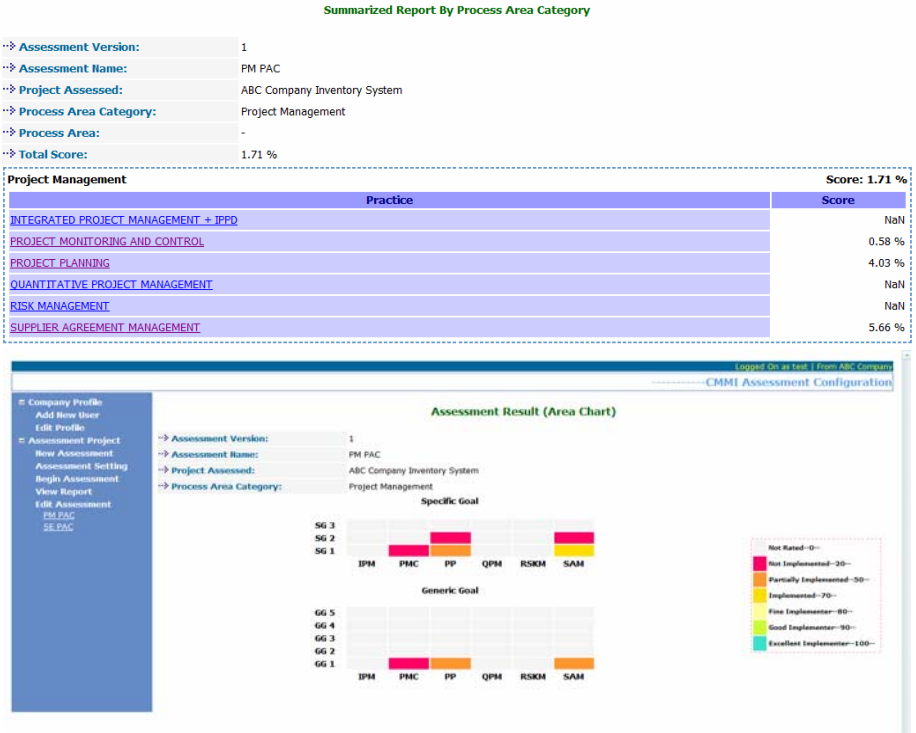 Summarized Report By Process Area Category
Assessment Version: 1
Assessment Name: PM PAC
Project Assessed: ABC Company Inventory System
Process Area Category: Project Management
Process Area: -
Total Score: 1.71 %
Project Management Score: 1.71 %
Practice Score
INTEGRATED PROJECT MANAGEMENT + IPPD NaN
PROJECT MONITORING AND CONTROL 0.58 %
PROJECT PLANNING 4.03 %
QUANTITATIVE PROJECT MANAGEMENT NaN
RISK MANAGEMENT NaN
SUPPLIER AGREEMENT MANAGEMENT 5.66 %
Logged On as test | From ABC Company
-----------CMMI Assessment Configuration
Company Profile
Add New User
Edit Profile
Assessment Project
New Assessment
Assessment Setting
Begin Assessment
View Report
Edit Assessment
PM PAC
SE PAC
Assessment Result (Area Chart)
Assessment Version: 1
Assessment Name: PM PAC
Project Assessed: ABC Company Inventory System
Process Area Category: Project Management
Specific Goal
SG 3
SG 2
SG 1
IPM PMC PP QPM RSKM SAM
Generic Goal
GG 5
GG 4
GG 3
GG 2
GG 1
IPM PMC PP QPM RSKM SAM
Not Rated--0--
Not Implemented--20--
Partially Implemented--50--
Implemented--70--
Fine Implementer--80--
Good Implementer--90--
Excellent Implementer--100--